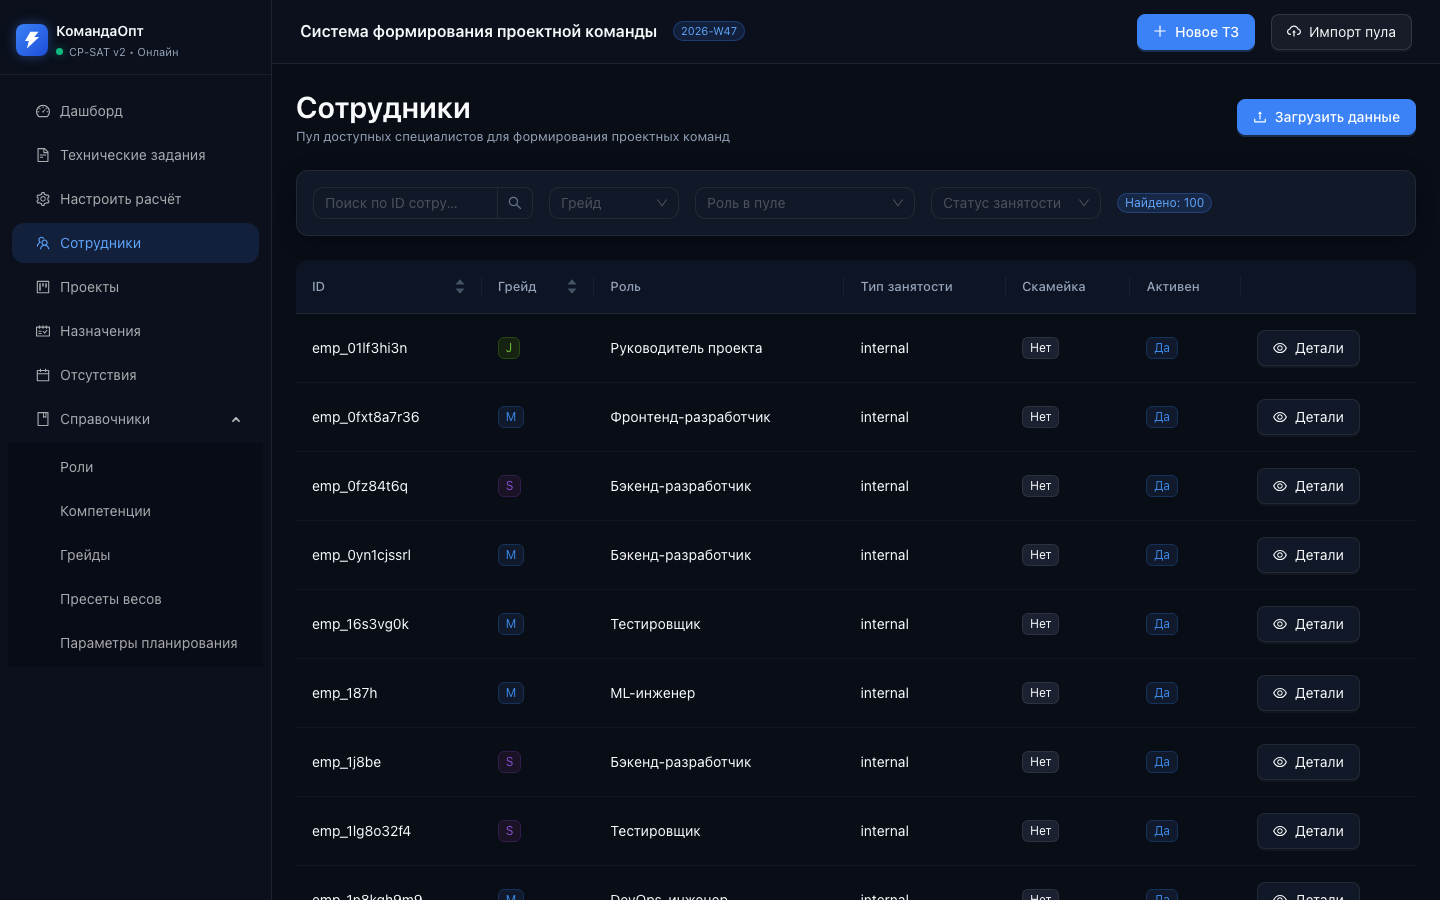 КомандаОпт
CP-SAT v2 • Онлайн
Дашборд
Технические задания
Настроить расчёт
Сотрудники
Проекты
Назначения
Отсутствия
Справочники
Роли
Компетенции
Грейды
Пресеты весов
Параметры планирования
Система формирования проектной команды 2026-W47
Новое ТЗ Импорт пула
Сотрудники
Пул доступных специалистов для формирования проектных команд
Загрузить данные
Поиск по ID сотру... Грейд Роль в пуле Статус занятости Найдено: 100
ID Грейд Роль Тип занятости Скамейка Активен
emp_01lf3hi3n J Руководитель проекта internal Нет Да Детали
emp_0fxt8a7r36 M Фронтенд-разработчик internal Нет Да Детали
emp_0fz84t6q S Бэкенд-разработчик internal Нет Да Детали
emp_0yn1cjssrl M Бэкенд-разработчик internal Нет Да Детали
emp_16s3vg0k M Тестировщик internal Нет Да Детали
emp_187h M ML-инженер internal Нет Да Детали
emp_1j8be S Бэкенд-разработчик internal Нет Да Детали
emp_1lg8o32f4 S Тестировщик internal Нет Да Детали
M DevOps-инженер internal Нет Да Детали